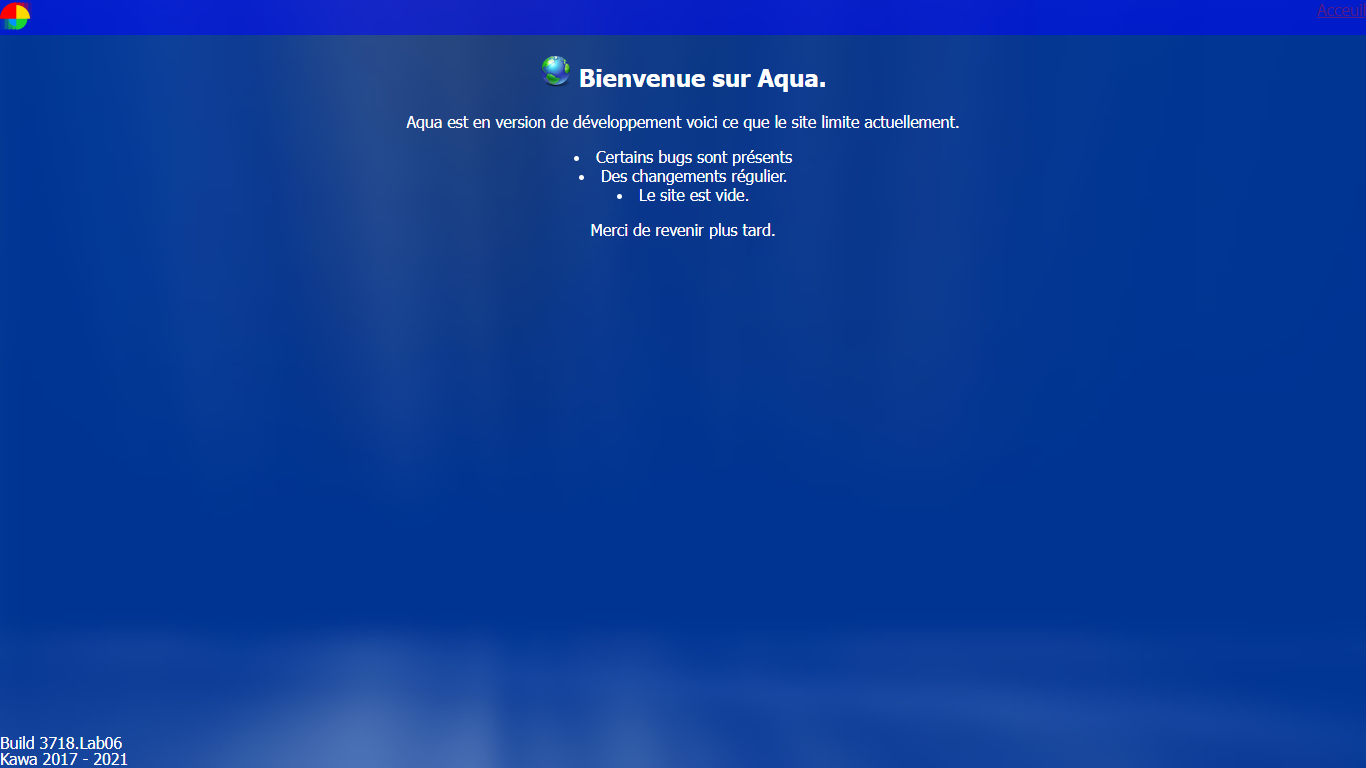 Acceuil
Bienvenue sur Aqua.
Aqua est en version de développement voici ce que le site limite actuellement.
• Certains bugs sont présents
• Des changements régulier.
• Le site est vide.
Merci de revenir plus tard.
Build 3718.Lab06
Kawa 2017 - 2021